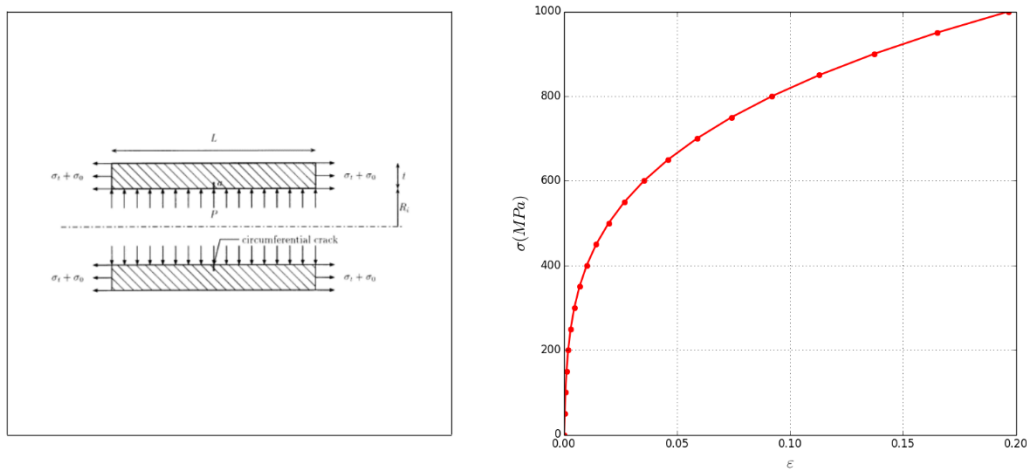 L
σ_t + σ_0
a
t
σ_t + σ_0
R_i
P
circumferential crack
σ_t + σ_0
σ_t + σ_0
1000
800
600
400
200
0
σ(MPa)
0.00 0.05 0.10 0.15 0.20
ε